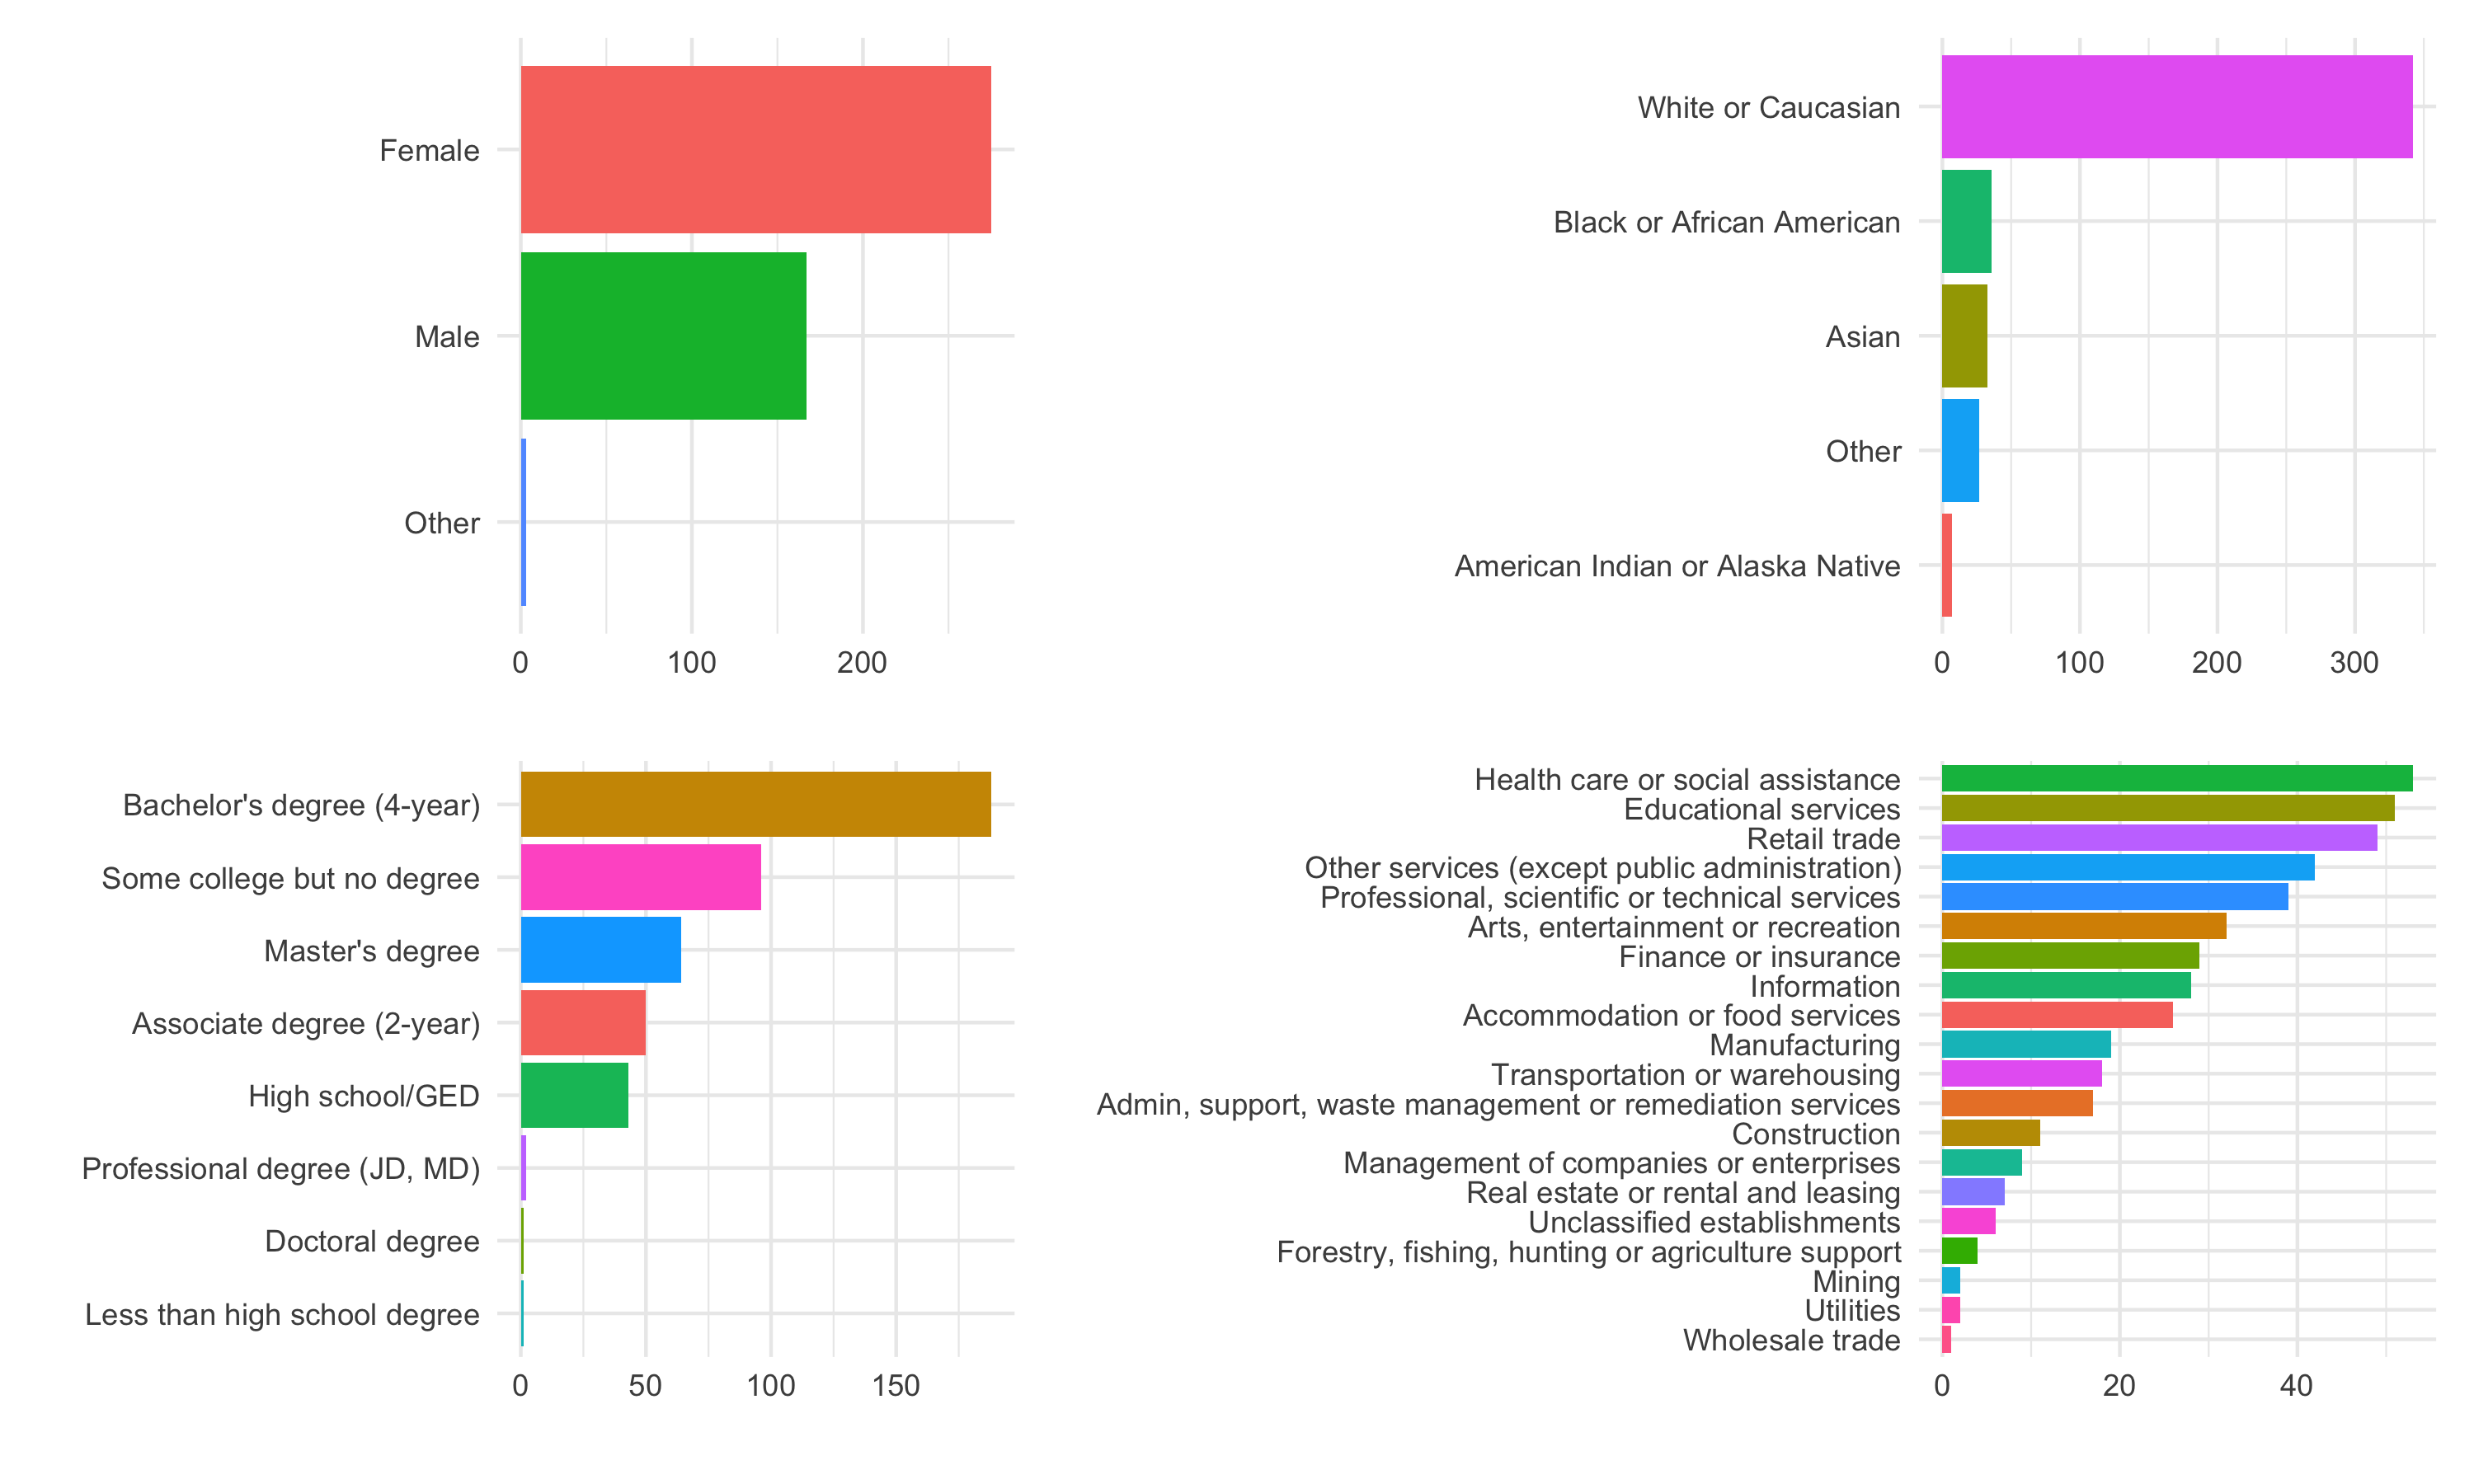 Female
Male
Other
0 100 200
White or Caucasian
Black or African American
Asian
Other
American Indian or Alaska Native
0 100 200 300
Bachelor's degree (4-year)
Some college but no degree
Master's degree
Associate degree (2-year)
High school/GED
Professional degree (JD, MD)
Doctoral degree
Less than high school degree
0 50 100 150
Health care or social assistance
Educational services
Retail trade
Other services (except public administration)
Professional, scientific or technical services
Arts, entertainment or recreation
Finance or insurance
Information
Accommodation or food services
Manufacturing
Transportation or warehousing
Admin, support, waste management or remediation services
Construction
Management of companies or enterprises
Real estate or rental and leasing
Unclassified establishments
Forestry, fishing, hunting or agriculture support
Mining
Utilities
Wholesale trade
0 20 40